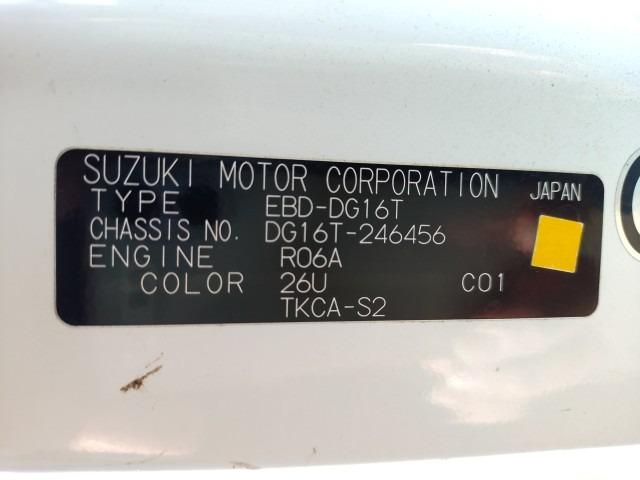 SUZUKI MOTOR CORPORATION JAPAN
TYPE EBD-DG16T
CHASSIS NO. DG16T-246456
ENGINE R06A
COLOR 26U C01
TKCA-S2